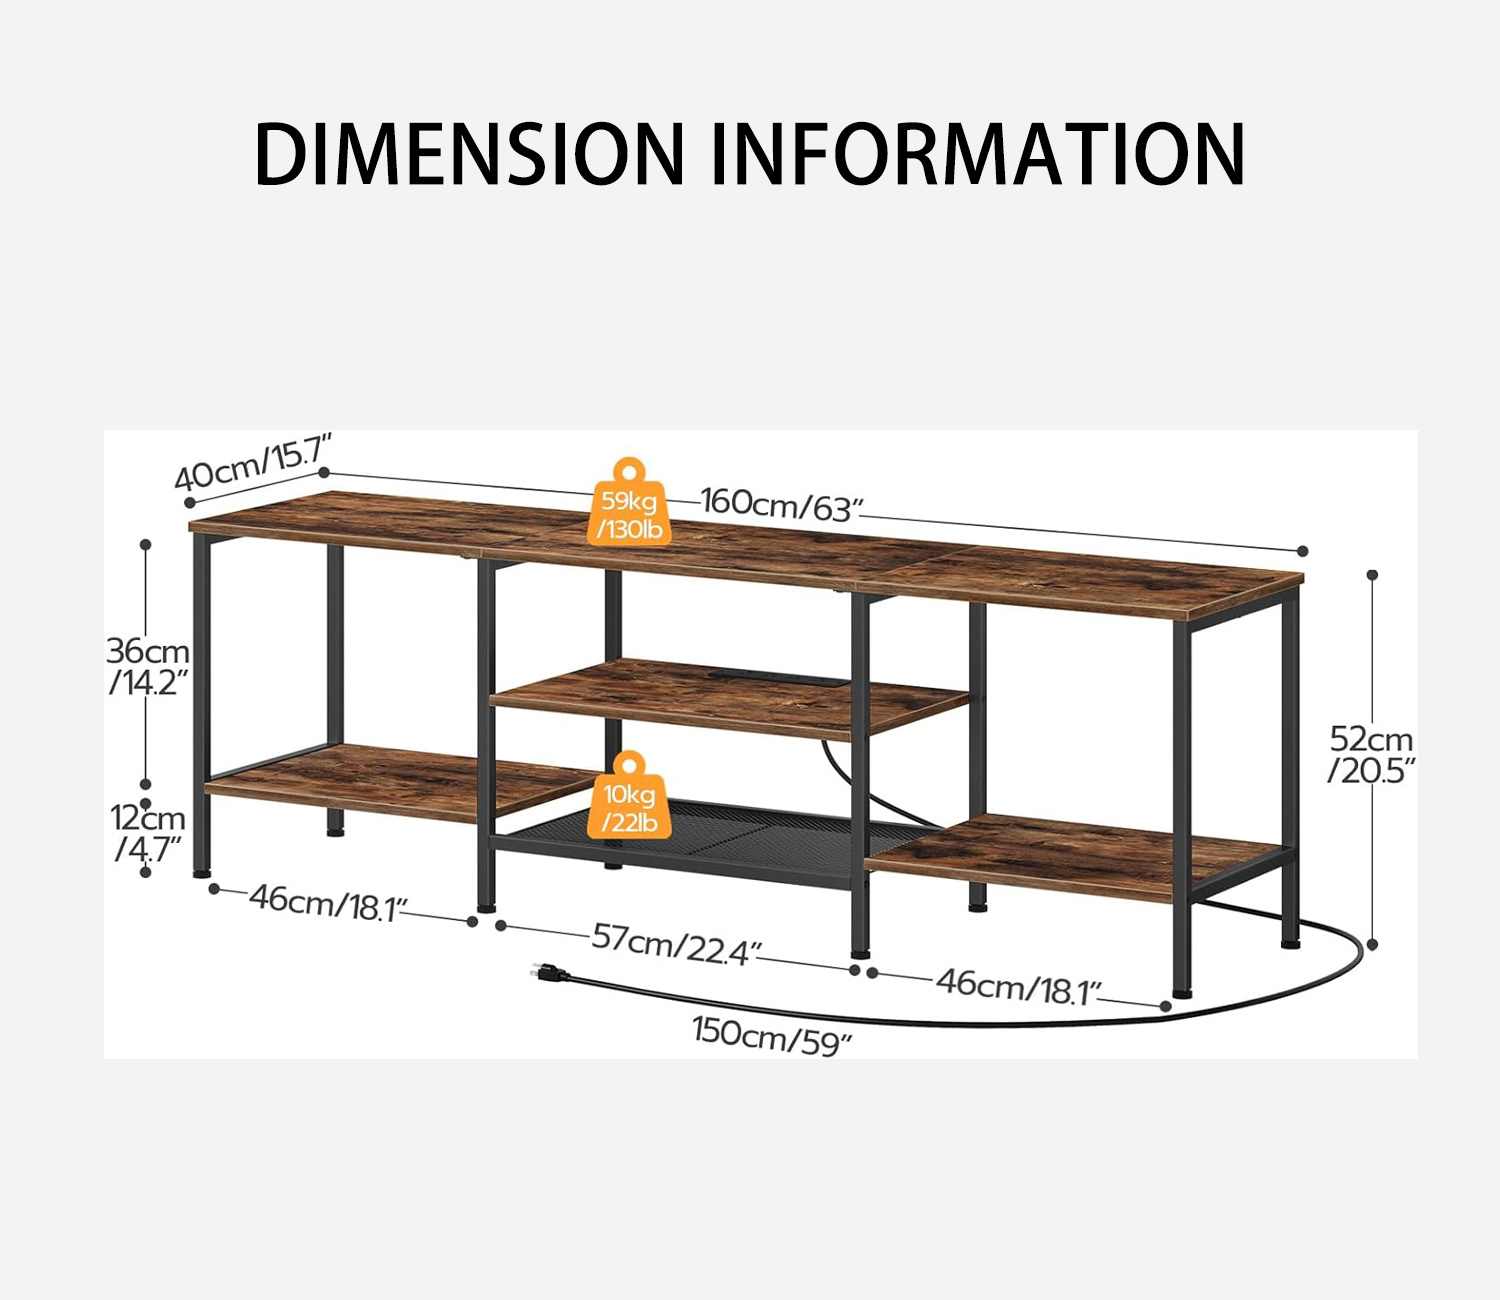 DIMENSION INFORMATION
40cm/15.7”
59kg
/130lb
160cm/63”
36cm
/14.2”
52cm
/20.5”
10kg
/22lb
12cm
/4.7”
46cm/18.1”
57cm/22.4”
46cm/18.1”
150cm/59”